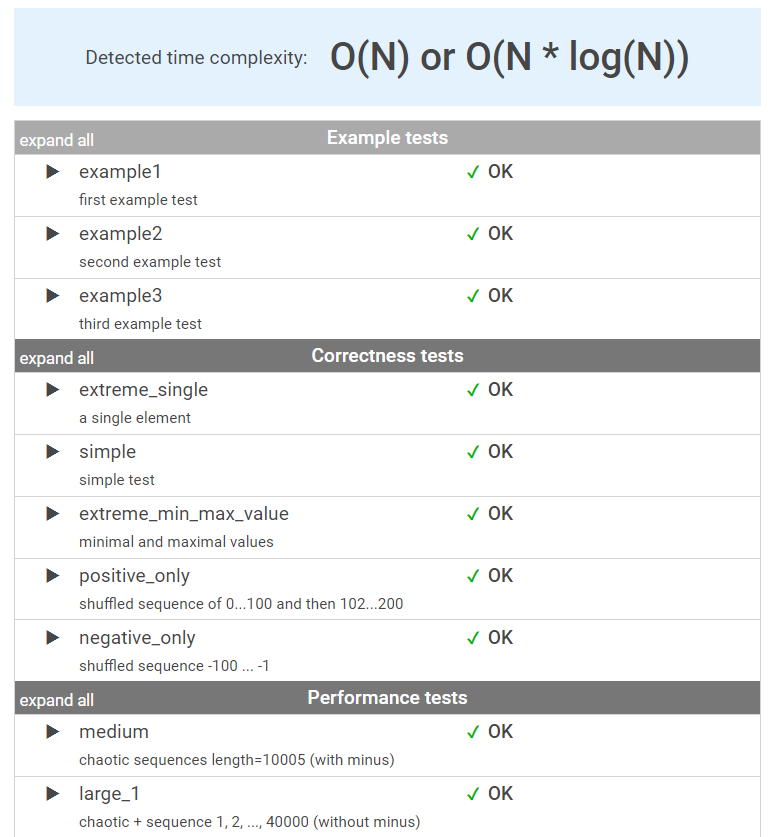 Detected time complexity: O(N) or O(N * log(N))
expand all Example tests
▶ example1 ✓ OK
first example test
▶ example2 ✓ OK
second example test
▶ example3 ✓ OK
third example test
expand all Correctness tests
▶ extreme_single ✓ OK
a single element
▶ simple ✓ OK
simple test
▶ extreme_min_max_value ✓ OK
minimal and maximal values
▶ positive_only ✓ OK
shuffled sequence of 0...100 and then 102...200
▶ negative_only ✓ OK
shuffled sequence -100 ... -1
expand all Performance tests
▶ medium ✓ OK
chaotic sequences length=10005 (with minus)
▶ large_1 ✓ OK
chaotic + sequence 1, 2, ..., 40000 (without minus)